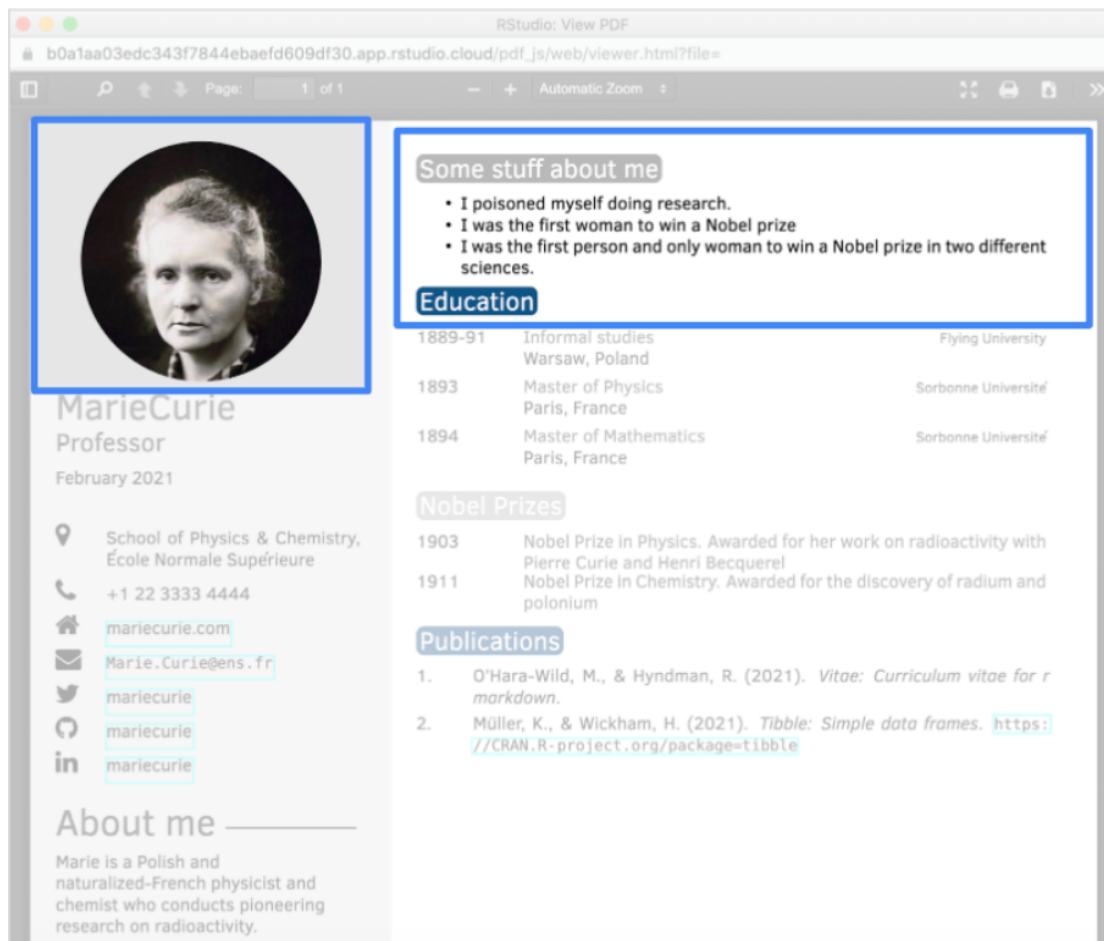 RStudio: View PDF
b0a1aa03edc343f7844ebaefd609df30.app.rstudio.cloud/pdf_js/web/viewer.html?file=
Page: 1 of 1 − + Automatic Zoom
MarieCurie
Professor
February 2021
School of Physics & Chemistry,
École Normale Supérieure
+1 22 3333 4444
mariecurie.com
Marie.Curie@ens.fr
mariecurie
mariecurie
in mariecurie
About me
Marie is a Polish and
naturalized-French physicist and
chemist who conducts pioneering
research on radioactivity.
Some stuff about me
• I poisoned myself doing research.
• I was the first woman to win a Nobel prize
• I was the first person and only woman to win a Nobel prize in two different
sciences.
Education
1889-91 Informal studies Flying University
Warsaw, Poland
1893 Master of Physics Sorbonne Université
Paris, France
1894 Master of Mathematics Sorbonne Université
Paris, France
Nobel Prizes
1903 Nobel Prize in Physics. Awarded for her work on radioactivity with
Pierre Curie and Henri Becquerel
1911 Nobel Prize in Chemistry. Awarded for the discovery of radium and
polonium
Publications
1. O'Hara-Wild, M., & Hyndman, R. (2021). Vitae: Curriculum vitae for r
markdown.
2. Müller, K., & Wickham, H. (2021). Tibble: Simple data frames. https:
//CRAN.R-project.org/package=tibble